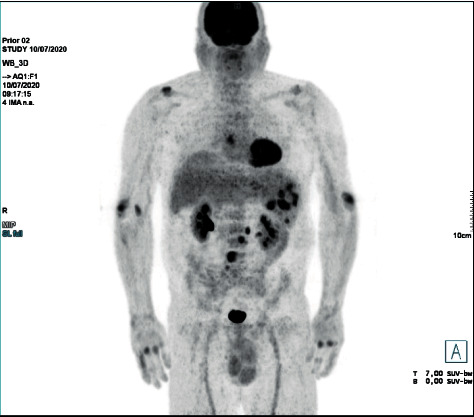 Prior 02
STUDY 10/07/2020
WB_3D
--> AQ1:F1
10/07/2020
09:17:15
4 IMA n.a.
R
MIP
10cm
A
T 7,00 SUV-bw
B 0,00 SUV-bw